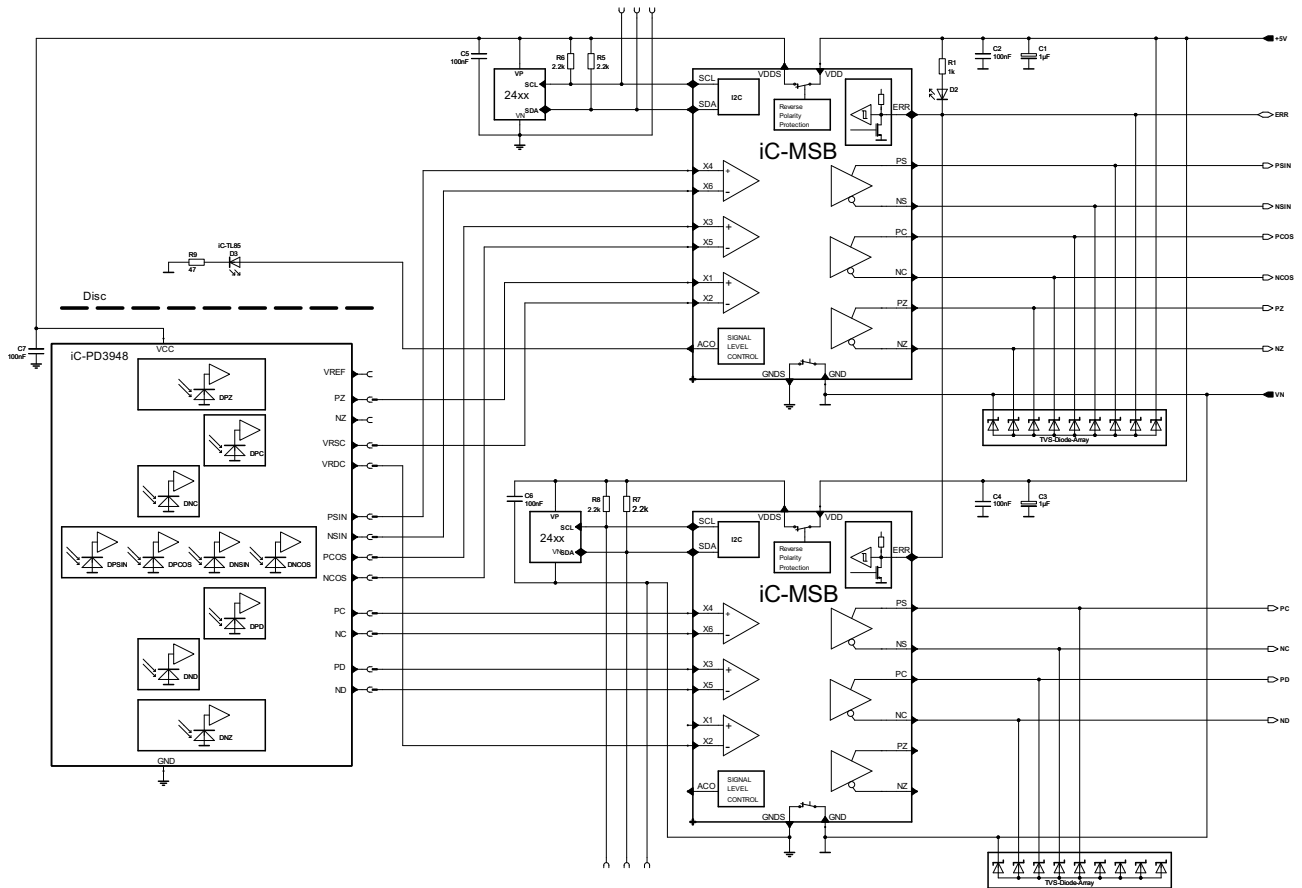 +5V
C5
100nF
R6
2.2k
R5
2.2k
VP
SCL
24xx
SDA
VN
SCL
SDA
I2C
VDDS
VDD
Reverse
Polarity
Protection
R1
1k
D2
C2
100nF
C1
1µF
ERR
ERR
iC-MSB
X4
X6
X3
X5
X1
X2
ACO
SIGNAL
LEVEL
CONTROL
GNDS
GND
PS
NS
PC
NC
PZ
NZ
PSIN
NSIN
PCOS
NCOS
PZ
NZ
VN
TVS-Diode-Array
iC-TL85
D3
R9
47
Disc
C7
100nF
iC-PD3948
VCC
DPZ
DPC
DNC
DPSIN
DPCOS
DNSIN
DNCOS
DPD
DND
DNZ
GND
VREF
PZ
NZ
VRSC
VRDC
PSIN
NSIN
PCOS
NCOS
PC
NC
PD
ND
C6
100nF
R8
2.2k
R7
2.2k
VP
SCL
24xx
VN
SDA
SCL
SDA
I2C
VDDS
VDD
Reverse
Polarity
Protection
C4
100nF
C3
1µF
ERR
iC-MSB
X4
X6
X3
X5
X1
X2
ACO
SIGNAL
LEVEL
CONTROL
GNDS
GND
PS
NS
PC
NC
PZ
NZ
PC
NC
PD
ND
TVS-Diode-Array